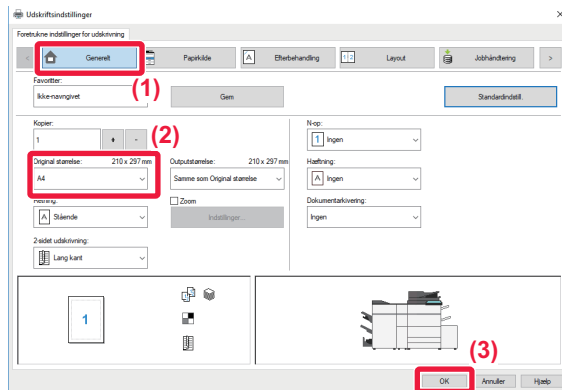 Udskriftsindstillinger
Foretrukne indstillinger for udskrivning
Generelt
Papirkilde
Efterbehandling
Layout
Jobhåndtering
(1)
Favoritter:
Ikke-navngivet
Gem
Standardindstill.
Kopier:
1
+
-
(2)
N-op:
1 Ingen
Original størrelse: 210 x 297 mm
A4
Outputstørrelse: 210 x 297 mm
Samme som Original størrelse
Hæftning:
A Ingen
Retning:
A Stående
Zoom
Indstillinger...
Dokumentarkivering:
Ingen
2-sidet udskrivning:
Lang kant
1
(3)
OK
Annuller
Hjælp